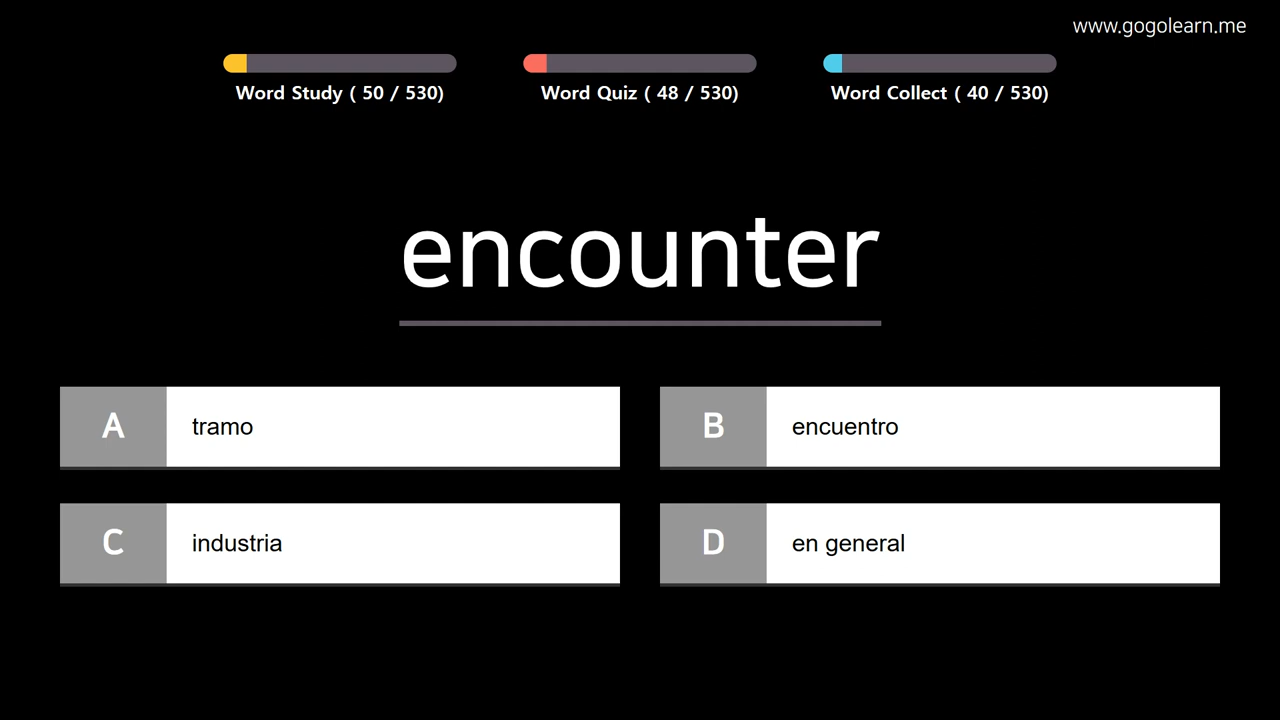 www.gogolearn.me
Word Study ( 50 / 530)
Word Quiz ( 48 / 530)
Word Collect ( 40 / 530)
encounter
A tramo
B encuentro
C industria
D en general